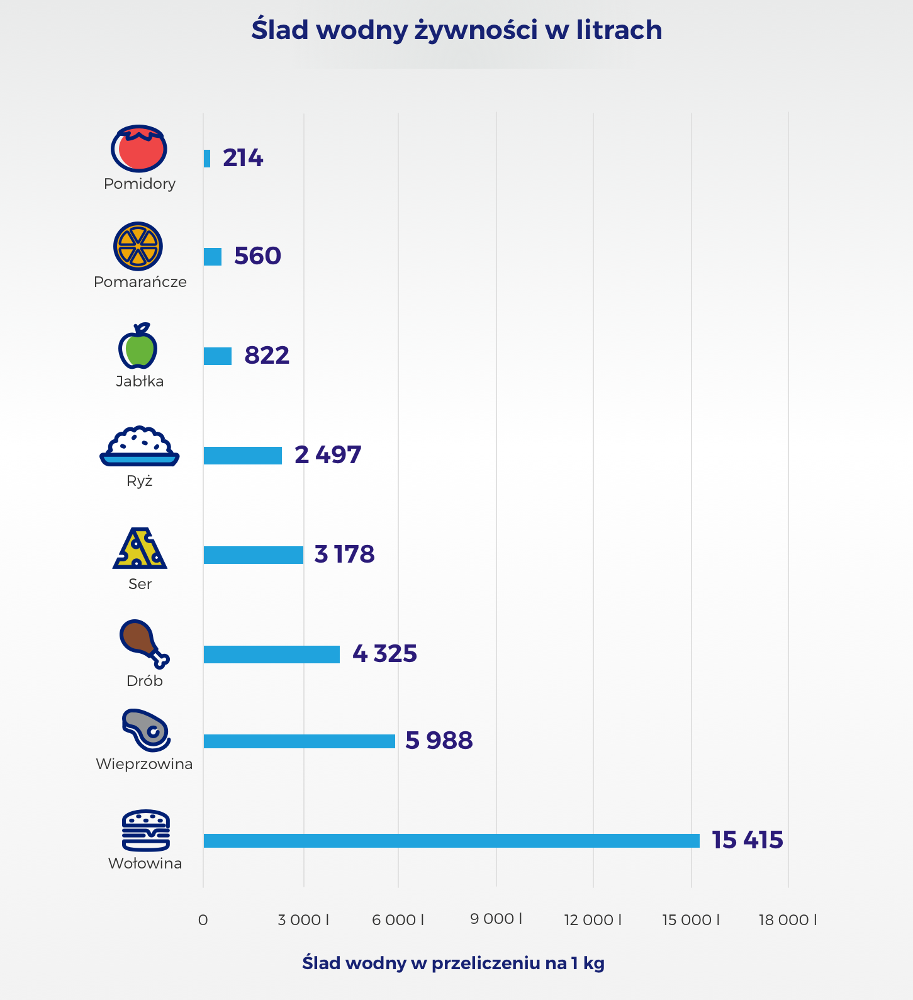 Ślad wodny żywności w litrach
214
Pomidory
560
Pomarańcze
822
Jabłka
2 497
Ryż
3 178
Ser
4 325
Drób
5 988
Wieprzowina
15 415
Wołowina
0 3 000 l 6 000 l 9 000 l 12 000 l 15 000 l 18 000 l
Ślad wodny w przeliczeniu na 1 kg